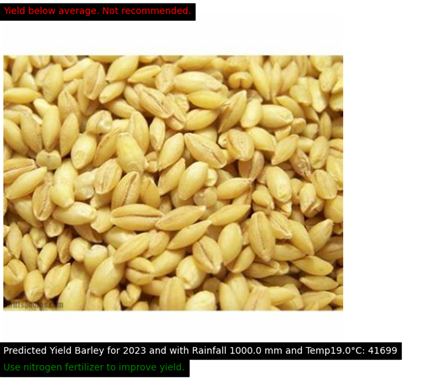 Yield below average. Not recommended.
Predicted Yield Barley for 2023 and with Rainfall 1000.0 mm and Temp19.0°C: 41699
Use nitrogen fertilizer to improve yield.